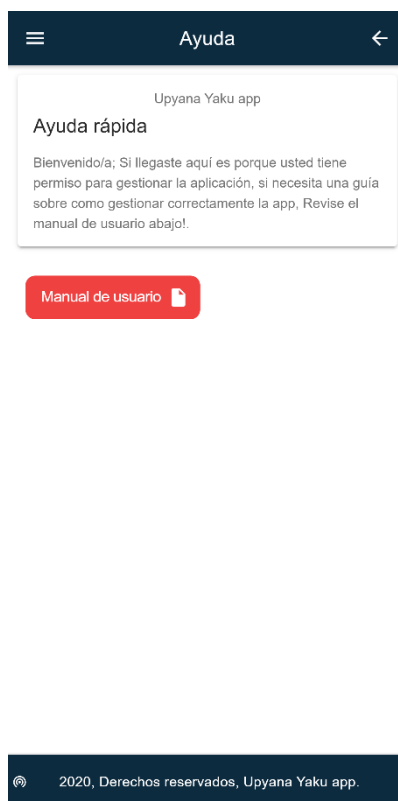 Ayuda
Upyana Yaku app
Ayuda rápida
Bienvenido/a; Si llegaste aquí es porque usted tiene
permiso para gestionar la aplicación, si necesita una guía
sobre como gestionar correctamente la app, Revise el
manual de usuario abajo!.
Manual de usuario
2020, Derechos reservados, Upyana Yaku app.